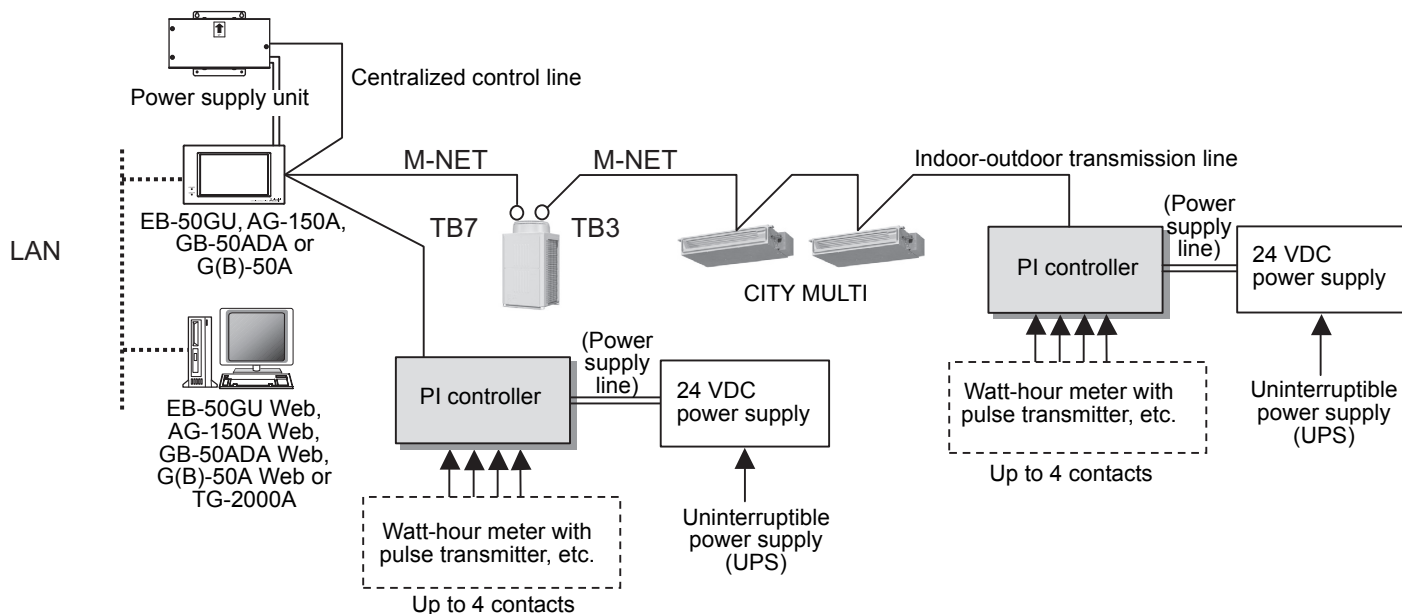 Power supply unit
Centralized control line
LAN
EB-50GU, AG-150A,
GB-50ADA or
G(B)-50A
M-NET
TB7
TB3
M-NET
CITY MULTI
Indoor-outdoor transmission line
PI controller
(Power
supply
line)
24 VDC
power supply
Watt-hour meter with
pulse transmitter, etc.
Up to 4 contacts
Uninterruptible
power supply
(UPS)
EB-50GU Web,
AG-150A Web,
GB-50ADA Web,
G(B)-50A Web or
TG-2000A
PI controller
(Power
supply
line)
24 VDC
power supply
Watt-hour meter with
pulse transmitter, etc.
Up to 4 contacts
Uninterruptible
power supply
(UPS)